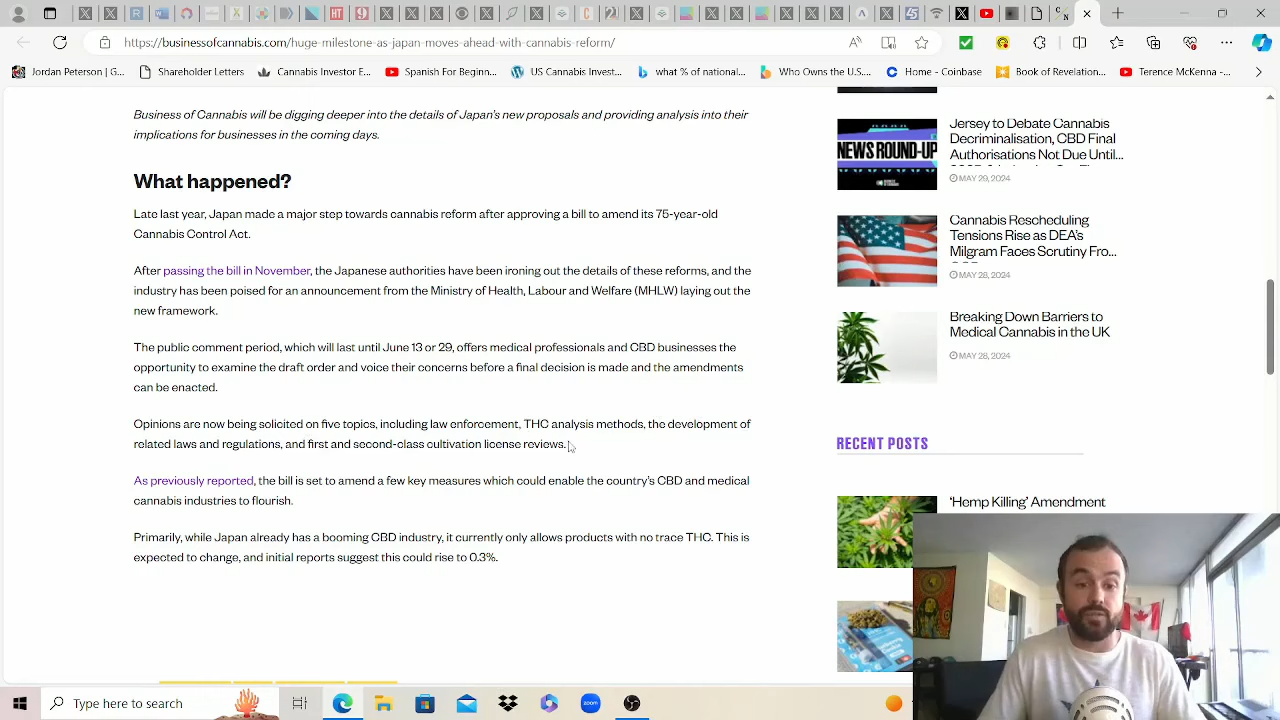 https://businessofcannabis.com/huge-milestone-as-japan-moves-ahead-with-cannabis-reform/
Jordan Peterson | G...
Shareholder Letters
Cannabis Investor E...
Spanish For Beginn...
US Cannabis Invest...
what % of national...
Who Owns U.S...
Coinbase
Book of Reformati...
Terence McKenna -...
Business of Cannabis will be digging deeper into the detail of Japan's new proposals and providing analysis into their
implications for businesses in the coming days.
What happened?
Late last year, Japan made a major step towards cannabis reform after approving a bill to amend its 75-year-old
Cannabis Control Act.
After passing the bill in November, the Japanese authorities have been ironing out the details of these reforms, and the
industry has been poised for an announcement from the Ministry of Health, Labor and Welfare (MHLW) laying out the
new framework.
The public comment period, which will last until June 13 or 29, offers medical professionals and CBD businesses the
opportunity to examine the draft order and voice their concerns before a final decision is made and the amendments
can be enacted.
Opinions are being solicited on five topics, including law enforcement, THC analysis methods, the development of
related laws and regulations, and first and second-class cultivation license reviews.
As previously reported, the bill is set to amend a few key measures which could enable the country's CBD and medical
cannabis industries to flourish.
Firstly, while Japan already has a booming CBD industry, it currently only allows products with no trace THC. This is
expected to change, and initial reports suggest this could rise to 0.3%.
NEWS ROUND-UP
Jersey to Debate Cannabis
Decriminalisation, CBD Final
Authorisations Not Due Until...
MAY 29, 2024
Cannabis Rescheduling
Tensions Rise as DEA's
Milgram Faces Scrutiny Fro...
MAY 28, 2024
Breaking Down Barriers to
Medical Cannabis in the UK
MAY 28, 2024
RECENT POSTS
'Hemp Killing' Amendment
Type here to search
zoom